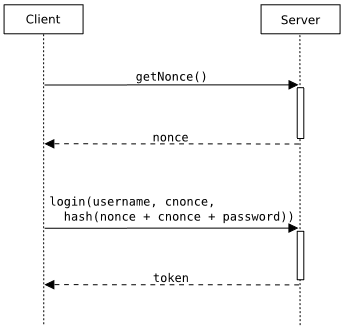 Client
Server
getNonce()
nonce
login(username, cnonce,
hash(nonce + cnonce + password))
token